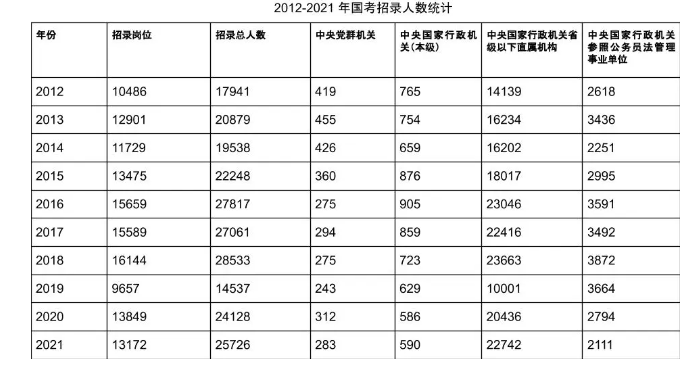 2012-2021 年国考招录人数统计
年份 招录岗位 招录总人数 中央党群机关 中央国家行政机关(本级) 中央国家行政机关省级以下直属机构 中央国家行政机关参照公务员法管理事业单位
2012 10486 17941 419 765 14139 2618
2013 12901 20879 455 754 16234 3436
2014 11729 19538 426 659 16202 2251
2015 13475 22248 360 876 18017 2995
2016 15659 27817 275 905 23046 3591
2017 15589 27061 294 859 22416 3492
2018 16144 28533 275 723 23663 3872
2019 9657 14537 243 629 10001 3664
2020 13849 24128 312 586 20436 2794
2021 13172 25726 283 590 22742 2111